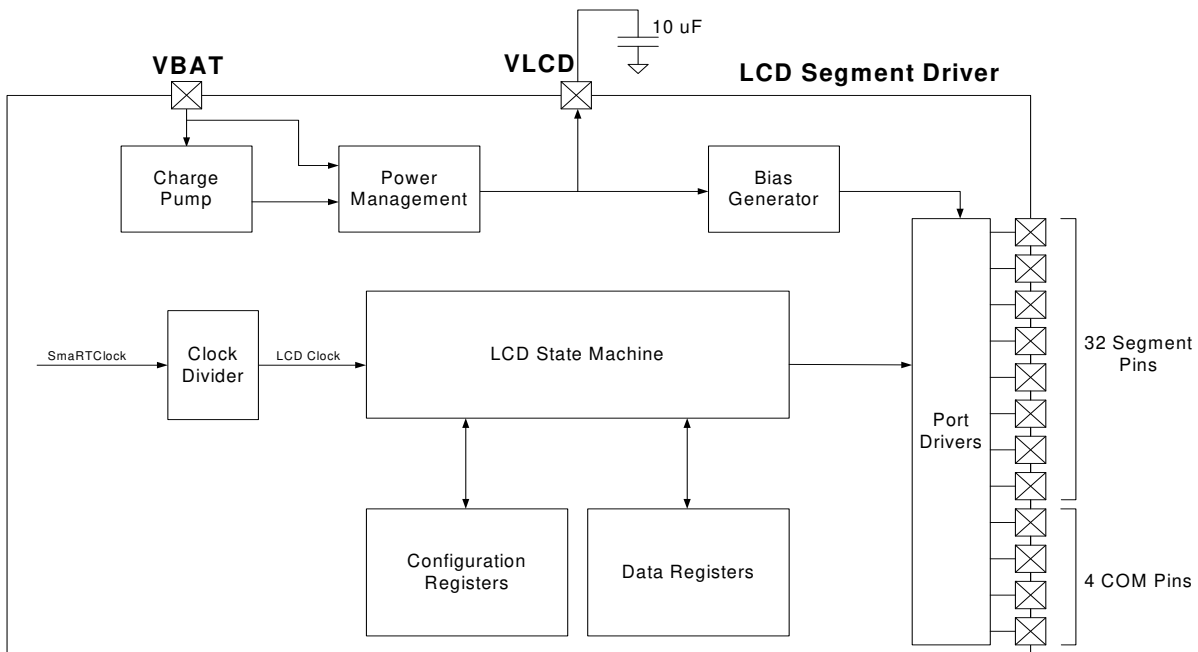 10 uF
VBAT
VLCD
LCD Segment Driver
Charge
Pump
Power
Management
Bias
Generator
SmaRTClock
Clock
Divider
LCD Clock
LCD State Machine
Port
Drivers
32 Segment
Pins
Configuration
Registers
Data Registers
4 COM Pins